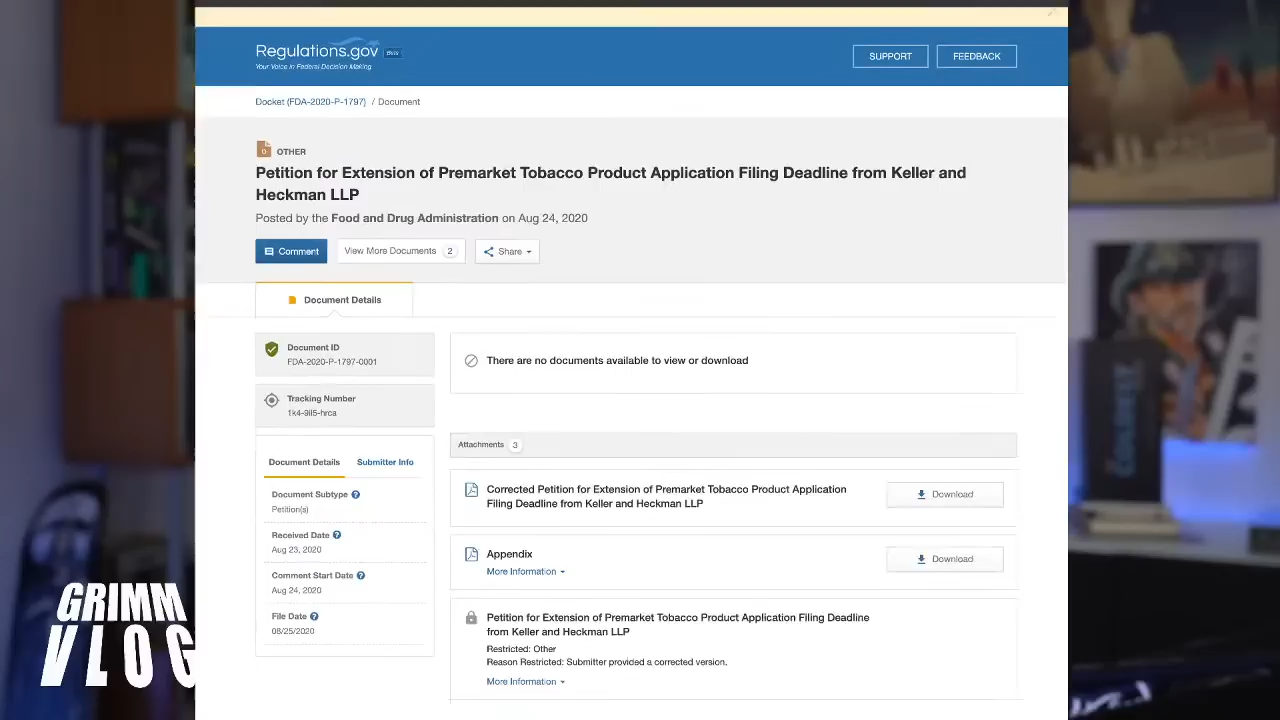 Regulations.gov Beta
Your Voice in Federal Decision Making
SUPPORT
FEEDBACK
Docket (FDA-2020-P-1797) / Document
OTHER
Petition for Extension of Premarket Tobacco Product Application Filing Deadline from Keller and
Heckman LLP
Posted by the Food and Drug Administration on Aug 24, 2020
Comment
View More Documents 2
Share
Document Details
Document ID
FDA-2020-P-1797-0001
Tracking Number
1k4-9il5-hrca
Document Details
Submitter Info
Document Subtype
Petition(s)
Received Date
Aug 23, 2020
Comment Start Date
Aug 24, 2020
File Date
08/25/2020
There are no documents available to view or download
Attachments 3
Corrected Petition for Extension of Premarket Tobacco Product Application
Filing Deadline from Keller and Heckman LLP
Download
Appendix
More Information
Download
Petition for Extension of Premarket Tobacco Product Application Filing Deadline
from Keller and Heckman LLP
Restricted: Other
Reason Restricted: Submitter provided a corrected version.
More Information
GRIMM
VLOG